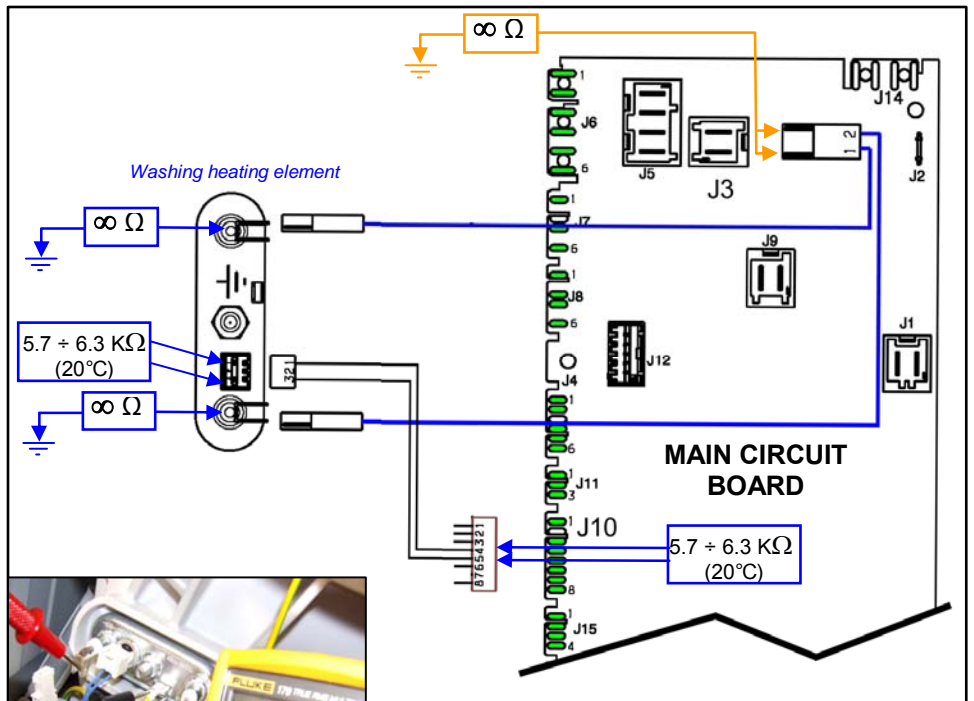 ∞ Ω
J14
1
J6
6
J5
J3
2
1
J2
Washing heating element
∞ Ω
1
J7
6
J9
1
J8
6
5.7 ÷ 6.3 KΩ
(20°C)
321
J12
J1
J4
∞ Ω
1
6
MAIN CIRCUIT
BOARD
1
J11
3
1
J10
8
87654321
5.7 ÷ 6.3 KΩ
(20°C)
1
J15
4
FLUKE